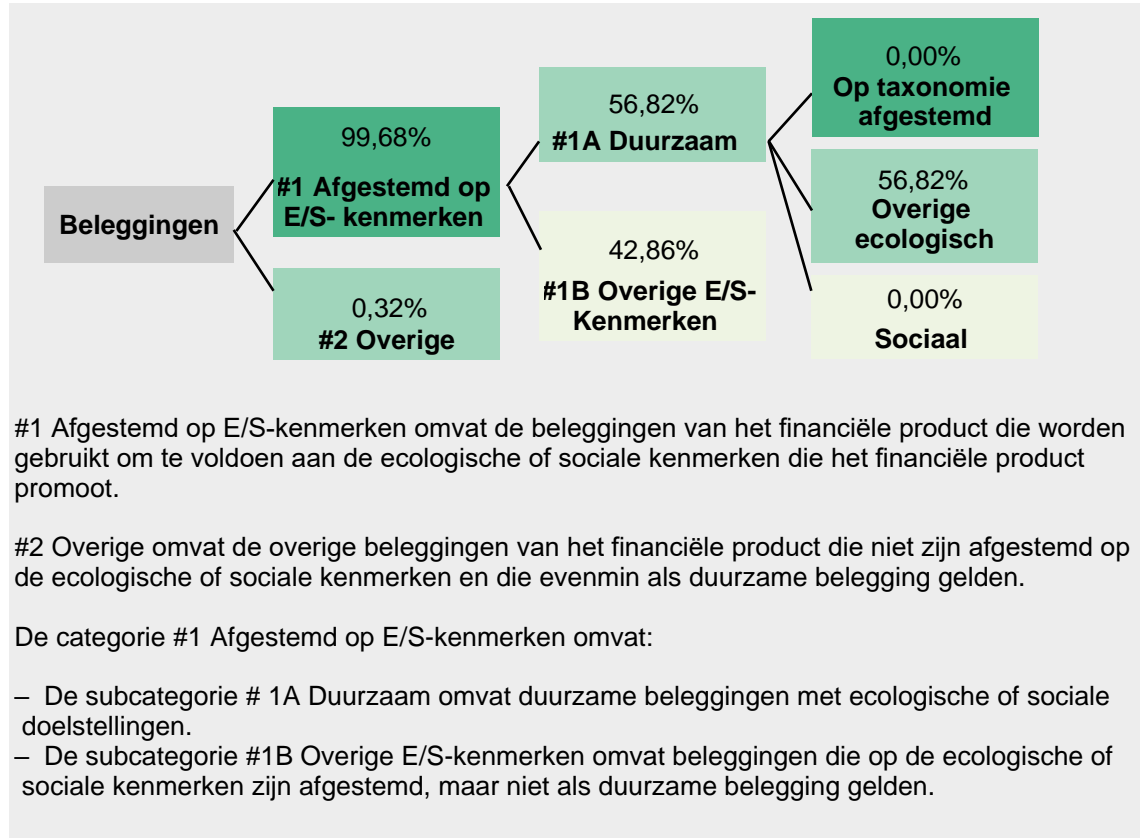 Beleggingen
99,68%
#1 Afgestemd op
E/S- kenmerken
0,32%
#2 Overige
56,82%
#1A Duurzaam
42,86%
#1B Overige E/S-
Kenmerken
0,00%
Op taxonomie
afgestemd
56,82%
Overige
ecologisch
0,00%
Sociaal
#1 Afgestemd op E/S-kenmerken omvat de beleggingen van het financiële product die worden
gebruikt om te voldoen aan de ecologische of sociale kenmerken die het financiële product
promoot.
#2 Overige omvat de overige beleggingen van het financiële product die niet zijn afgestemd op
de ecologische of sociale kenmerken en die evenmin als duurzame belegging gelden.
De categorie #1 Afgestemd op E/S-kenmerken omvat:
– De subcategorie # 1A Duurzaam omvat duurzame beleggingen met ecologische of sociale
doelstellingen.
– De subcategorie #1B Overige E/S-kenmerken omvat beleggingen die op de ecologische of
sociale kenmerken zijn afgestemd, maar niet als duurzame belegging gelden.